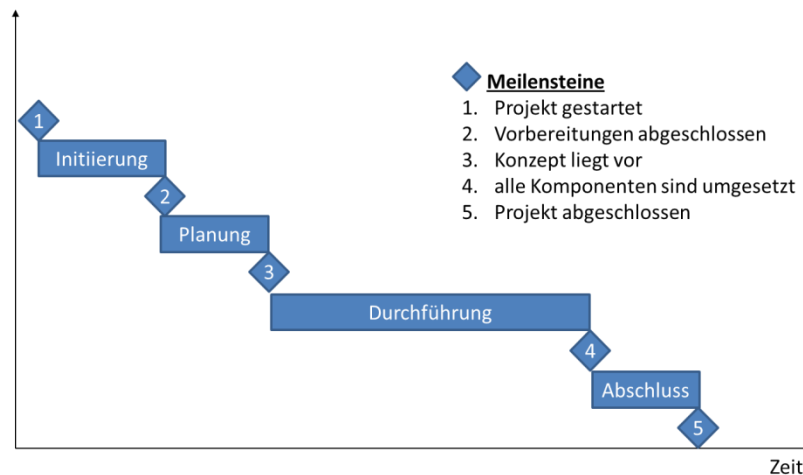 Meilensteine
1. Projekt gestartet
2. Vorbereitungen abgeschlossen
3. Konzept liegt vor
4. alle Komponenten sind umgesetzt
5. Projekt abgeschlossen
1
Initiierung
2
Planung
3
Durchführung
4
Abschluss
5
Zeit